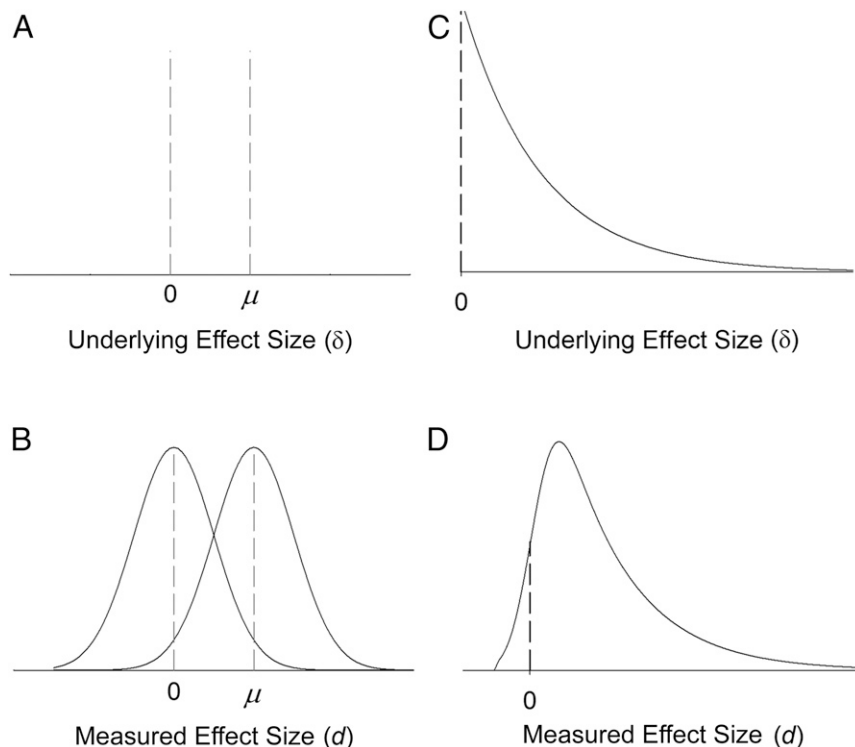 A
0 μ
Underlying Effect Size (δ)
C
0
Underlying Effect Size (δ)
B
0 μ
Measured Effect Size (d)
D
0
Measured Effect Size (d)